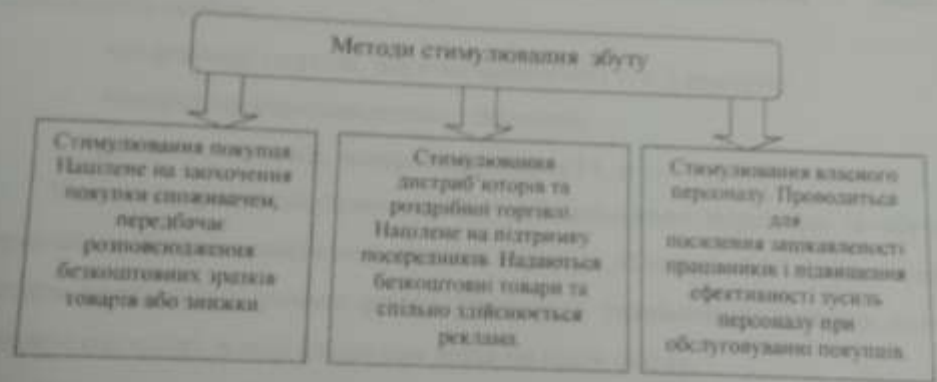 Методи стимулювання збуту
Стимулювання покупця.
Націлене на заохочення
покупки споживачем,
передбачає
розповсюдження
безкоштовних зразків
товарів або знижки
Стимулювання
дистриб'юторів та
роздрібної торгівлі.
Націлене на підтримку
посередників. Надаються
безкоштовні товари та
спільно здійснюється
реклама.
Стимулювання власного
персоналу. Проводиться
для
посилення зацікавленості
працівників і підвищення
ефективності зусиль
персоналу при
обслуговуванні покупців.